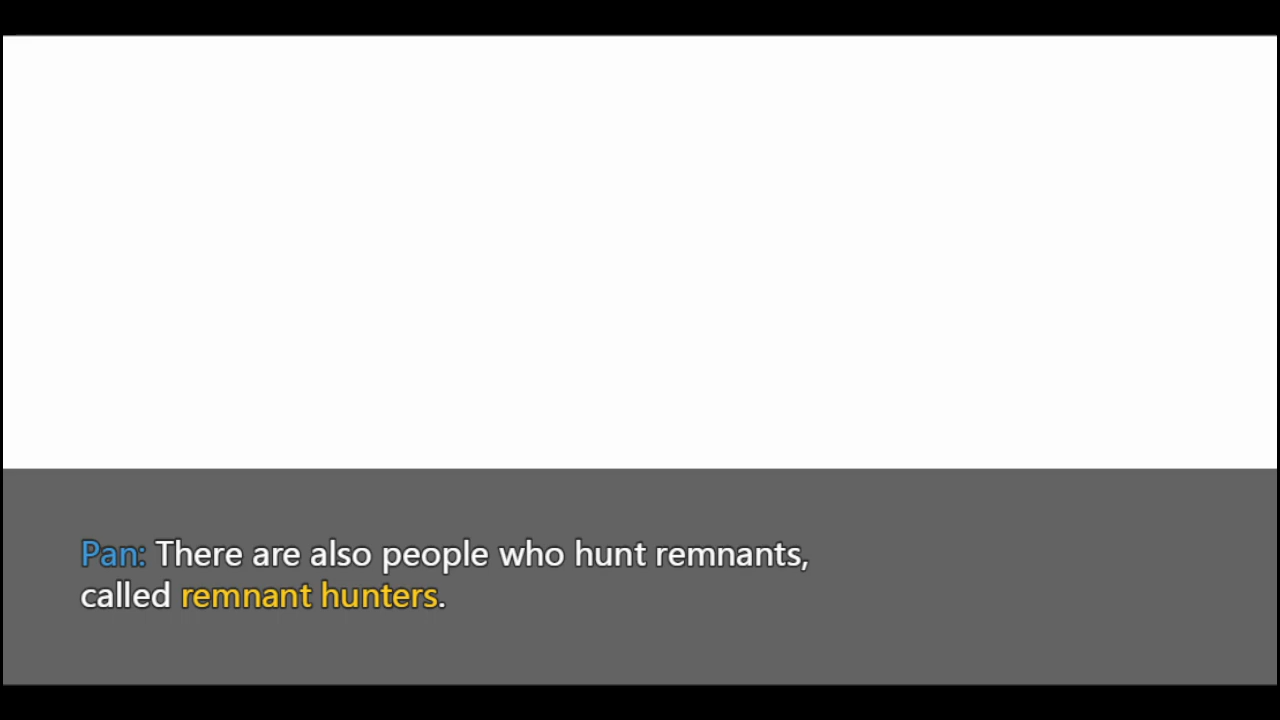 Pan: There are also people who hunt remnants,
called remnant hunters.